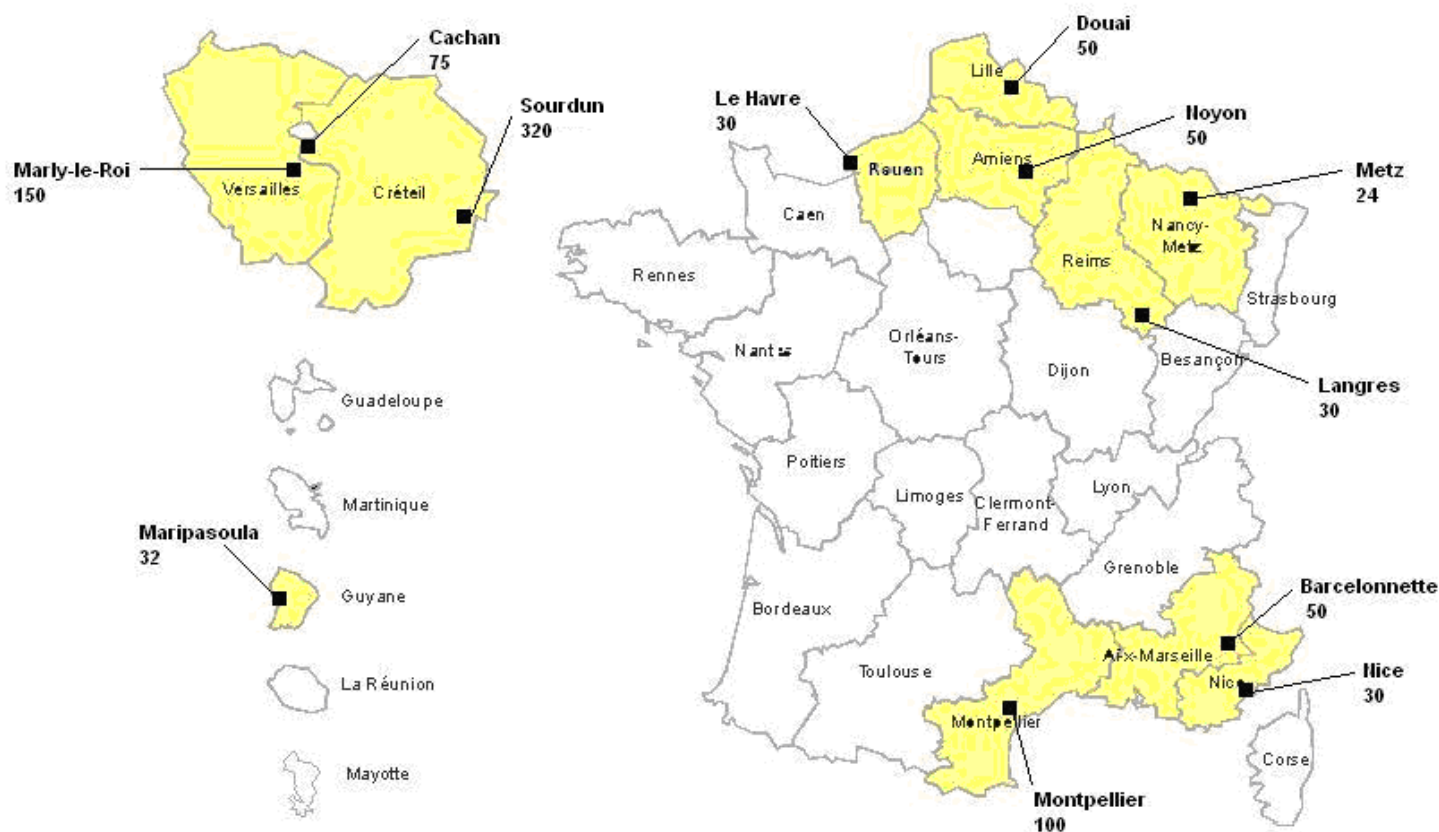 Cachan
75
Sourdun
320
Marly-le-Roi
150
Versailles
Créteil
Guadeloupe
Martinique
Maripasoula
32
Guyane
La Réunion
Mayotte
Douai
50
Lille
Le Havre
30
Noyon
50
Rouen
Amiens
Metz
24
Caen
Nancy-
Metz
Reims
Rennes
Strasbourg
Nantes
Orléans-
Tours
Dijon
Besançon
Langres
30
Poitiers
Limoges
Clermont-
Ferrand
Lyon
Grenoble
Bordeaux
Barcelonnette
50
Aix-Marseille
Toulouse
Nice
Nice
30
Montpellier
Corse
Montpellier
100